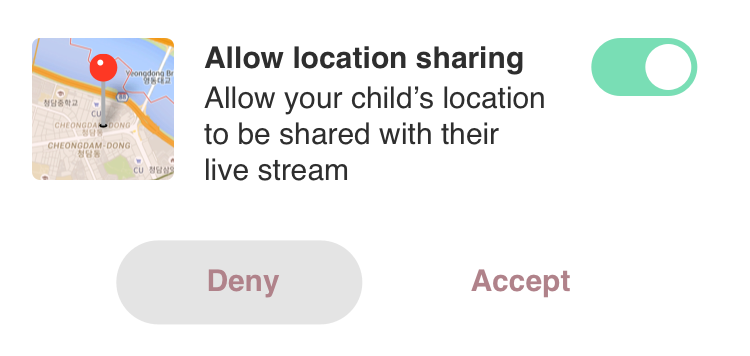 Allow location sharing
Allow your child’s location
to be shared with their
live stream
Yeongdong Br
영동대교
청담중학교
CU
CHEONGDAM-DONG
청담동
CHEONGDAM-DONG
청담동
CU
Deny
Accept